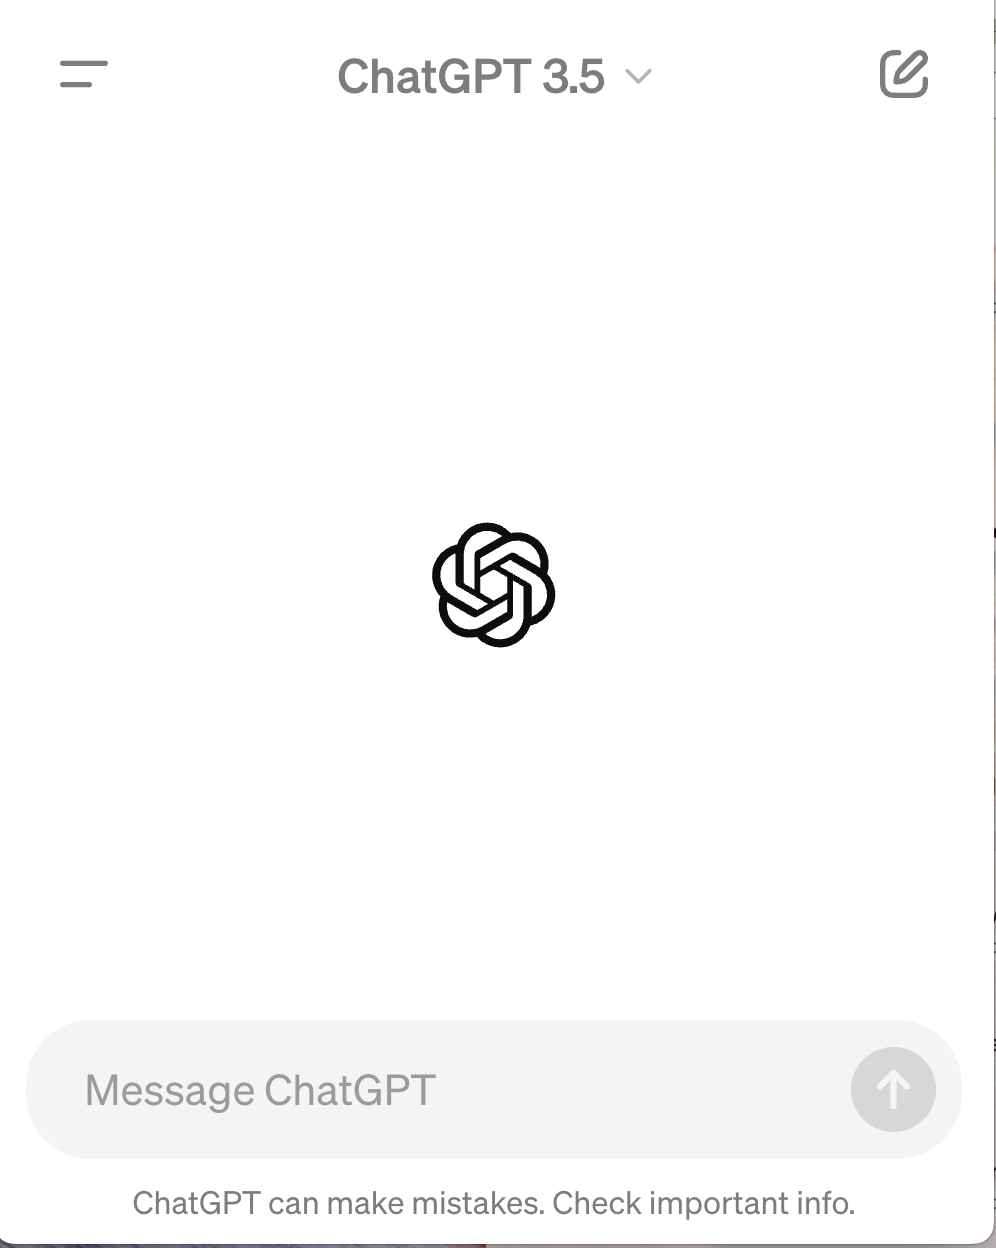 ChatGPT 3.5
Message ChatGPT
ChatGPT can make mistakes. Check important info.